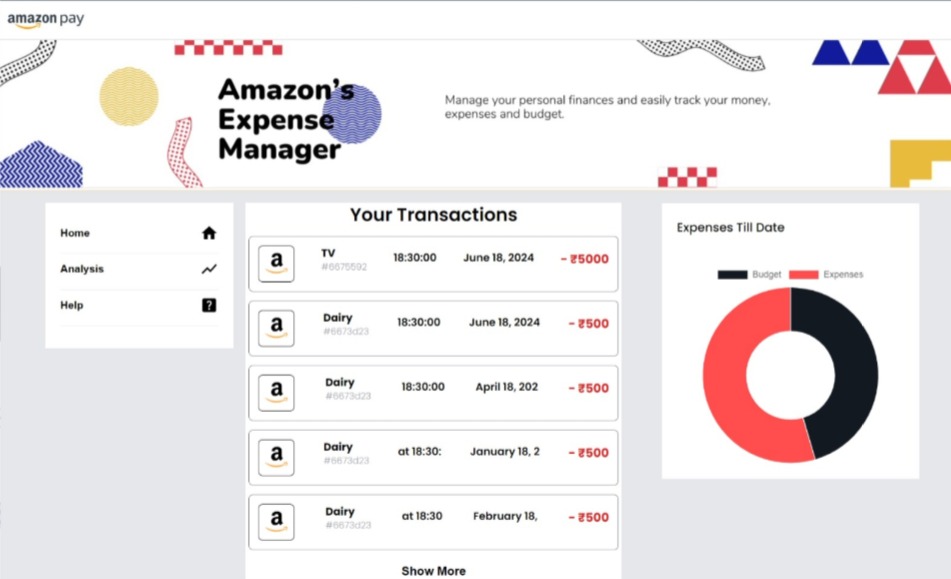 amazon pay
Amazon's
Expense
Manager
Manage your personal finances and easily track your money,
expenses and budget.
Home
Analysis
Help
Your Transactions
TV 18:30:00 June 18, 2024 - ₹5000
#6675592
Dairy 18:30:00 June 18, 2024 - ₹500
#6673d23
Dairy 18:30:00 April 18, 202 - ₹500
#6673d23
Dairy at 18:30: January 18, 2 - ₹500
#6673d23
Dairy at 18:30 February 18, - ₹500
#6673d23
Show More
Expenses Till Date
Budget Expenses